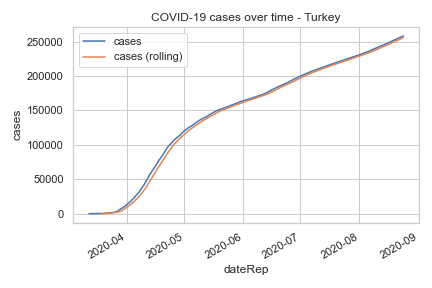 COVID-19 cases over time - Turkey
cases
cases (rolling)
250000
200000
150000
100000
50000
0
cases
2020-04
2020-05
2020-06
2020-07
2020-08
2020-09
dateRep